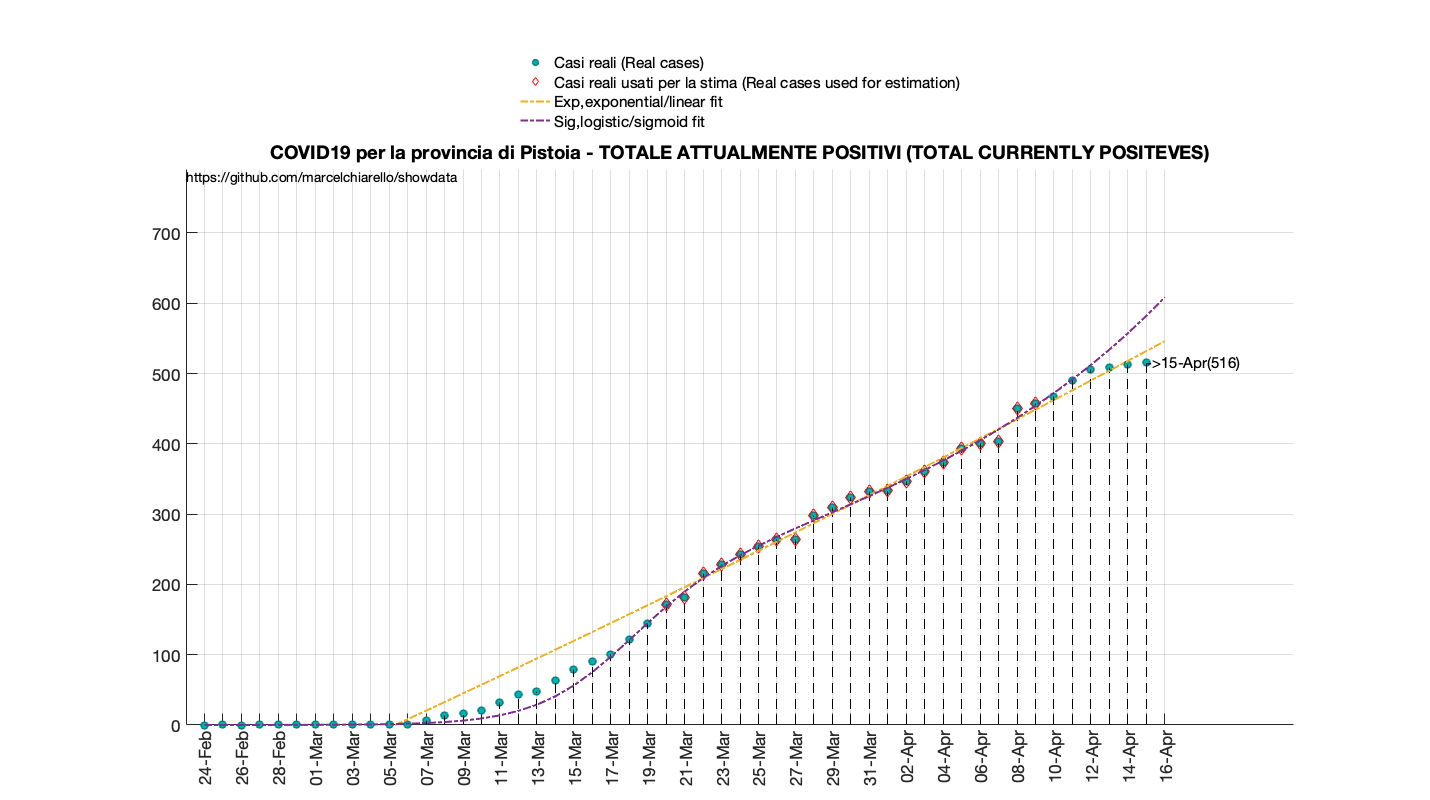 Casi reali (Real cases)
Casi reali usati per la stima (Real cases used for estimation)
Exp,exponential/linear fit
Sig,logistic/sigmoid fit
COVID19 per la provincia di Pistoia - TOTALE ATTUALMENTE POSITIVI (TOTAL CURRENTLY POSITEVES)
https://github.com/marcelchiarello/showdata
700
600
500
400
300
200
100
0
>15-Apr(516)
24-Feb
26-Feb
28-Feb
01-Mar
03-Mar
05-Mar
07-Mar
09-Mar
11-Mar
13-Mar
15-Mar
17-Mar
19-Mar
21-Mar
23-Mar
25-Mar
27-Mar
29-Mar
31-Mar
02-Apr
04-Apr
06-Apr
08-Apr
10-Apr
12-Apr
14-Apr
16-Apr